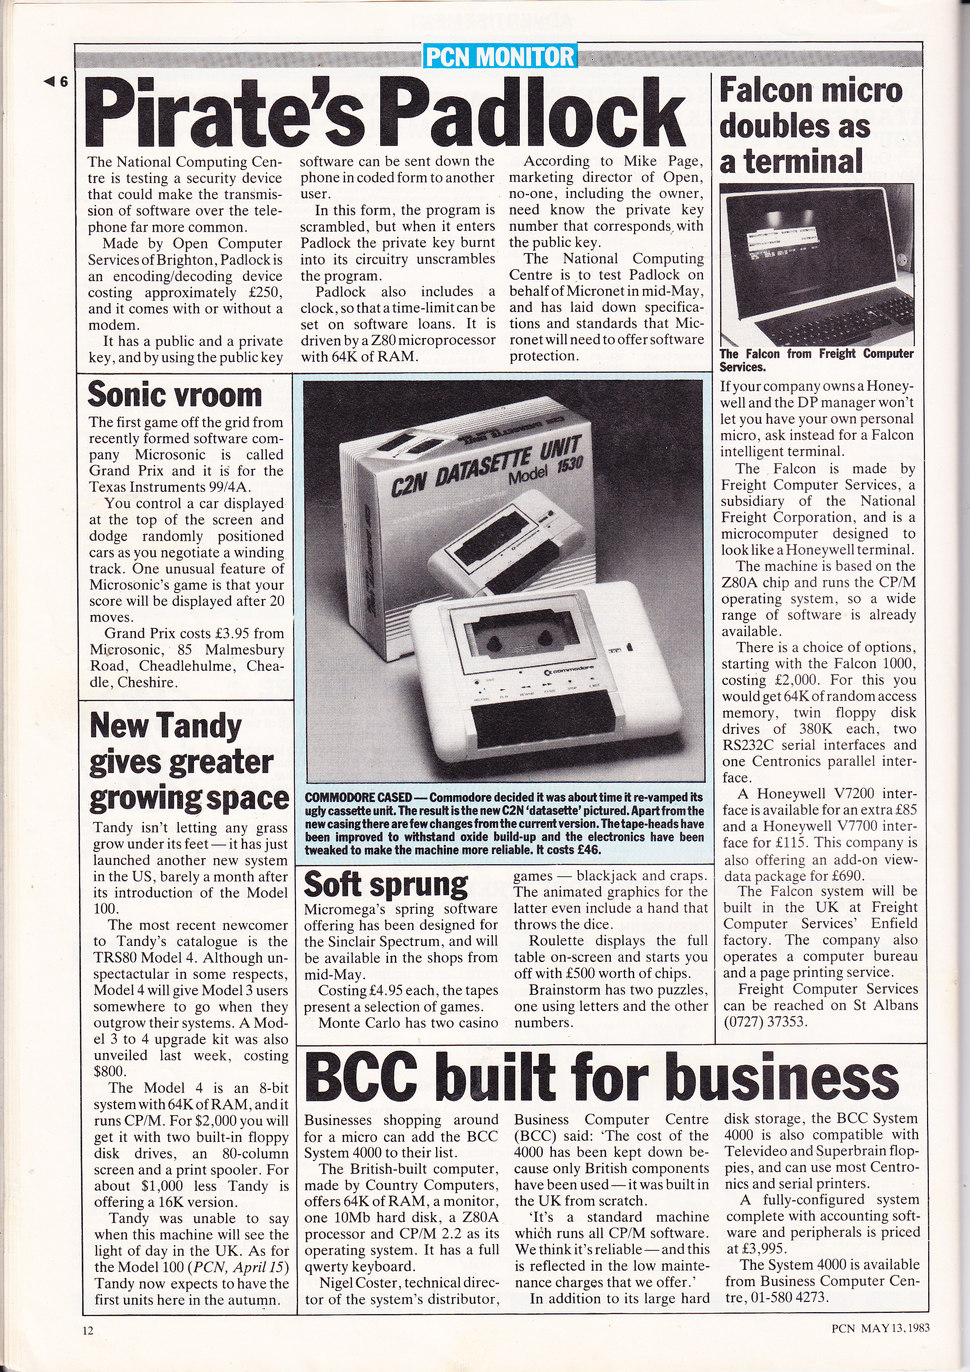 PCN MONITOR
◄ 6
Pirate's Padlock
The National Computing Cen-
tre is testing a security device
that could make the transmis-
sion of software over the tele-
phone far more common.
Made by Open Computer
Services of Brighton, Padlock is
an encoding/decoding device
costing approximately £250,
and it comes with or without a
modem.
It has a public and a private
key, and by using the public key
software can be sent down the
phone in coded form to another
user.
In this form, the program is
scrambled, but when it enters
Padlock the private key burnt
into its circuitry unscrambles
the program.
Padlock also includes a
clock, so that a time-limit can be
set on software loans. It is
driven by a Z80 microprocessor
with 64K of RAM.
According to Mike Page,
marketing director of Open,
no-one, including the owner,
need know the private key
number that corresponds with
the public key.
The National Computing
Centre is to test Padlock on
behalf of Micronet in mid-May,
and has laid down specifica-
tions and standards that Mic-
ronet will need to offer software
protection.
Falcon micro
doubles as
a terminal
The Falcon from Freight Computer
Services.
If your company owns a Honey-
well and the DP manager won't
let you have your own personal
micro, ask instead for a Falcon
intelligent terminal.
The Falcon is made by
Freight Computer Services, a
subsidiary of the National
Freight Corporation, and is a
microcomputer designed to
look like a Honeywell terminal.
The machine is based on the
Z80A chip and runs the CP/M
operating system, so a wide
range of software is already
available.
There is a choice of options,
starting with the Falcon 1000,
costing £2,000. For this you
would get 64K of random access
memory, twin floppy disk
drives of 380K each, two
RS232C serial interfaces and
one Centronics parallel inter-
face.
A Honeywell V7200 inter-
face is available for an extra £85
and a Honeywell V7700 inter-
face for £115. This company is
also offering an add-on view-
data package for £690.
The Falcon system will be
built in the UK at Freight
Computer Services' Enfield
factory. The company also
operates a computer bureau
and a page printing service.
Freight Computer Services
can be reached on St Albans
(0727) 37353.
Sonic vroom
The first game off the grid from
recently formed software com-
pany Microsonic is called
Grand Prix and it is for the
Texas Instruments 99/4A.
You control a car displayed
at the top of the screen and
dodge randomly positioned
cars as you negotiate a winding
track. One unusual feature of
Microsonic's game is that your
score will be displayed after 20
moves.
Grand Prix costs £3.95 from
Microsonic, 85 Malmesbury
Road, Cheadlehulme, Chea-
dle, Cheshire.
C2N DATASETTE UNIT
Model 1530
commodore
COMMODORE CASED — Commodore decided it was about time it re-vamped its
ugly cassette unit. The result is the new C2N 'datasette' pictured. Apart from the
new casing there are few changes from the current version. The tape-heads have
been improved to withstand oxide build-up and the electronics have been
tweaked to make the machine more reliable. It costs £46.
New Tandy
gives greater
growing space
Tandy isn't letting any grass
grow under its feet — it has just
launched another new system
in the US, barely a month after
its introduction of the Model
100.
The most recent newcomer
to Tandy's catalogue is the
TRS80 Model 4. Although un-
spectactular in some respects,
Model 4 will give Model 3 users
somewhere to go when they
outgrow their systems. A Mod-
el 3 to 4 upgrade kit was also
unveiled last week, costing
$800.
The Model 4 is an 8-bit
system with 64K of RAM, and it
runs CP/M. For $2,000 you will
get it with two built-in floppy
disk drives, an 80-column
screen and a print spooler. For
about $1,000 less Tandy is
offering a 16K version.
Tandy was unable to say
when this machine will see the
light of day in the UK. As for
the Model 100 (PCN, April 15)
Tandy now expects to have the
first units here in the autumn.
Soft sprung
Micromega's spring software
offering has been designed for
the Sinclair Spectrum, and will
be available in the shops from
mid-May.
Costing £4.95 each, the tapes
present a selection of games.
Monte Carlo has two casino
games — blackjack and craps.
The animated graphics for the
latter even include a hand that
throws the dice.
Roulette displays the full
table on-screen and starts you
off with £500 worth of chips.
Brainstorm has two puzzles,
one using letters and the other
numbers.
BCC built for business
Businesses shopping around
for a micro can add the BCC
System 4000 to their list.
The British-built computer,
made by Country Computers,
offers 64K of RAM, a monitor,
one 10Mb hard disk, a Z80A
processor and CP/M 2.2 as its
operating system. It has a full
qwerty keyboard.
Nigel Coster, technical direc-
tor of the system's distributor,
Business Computer Centre
(BCC) said: 'The cost of the
4000 has been kept down be-
cause only British components
have been used — it was built in
the UK from scratch.
'It's a standard machine
which runs all CP/M software.
We think it's reliable — and this
is reflected in the low mainte-
nance charges that we offer.'
In addition to its large hard
disk storage, the BCC System
4000 is also compatible with
Televideo and Superbrain flop-
pies, and can use most Centro-
nics and serial printers.
A fully-configured system
complete with accounting soft-
ware and peripherals is priced
at £3,995.
The System 4000 is available
from Business Computer Cen-
tre, 01-580 4273.
12
PCN MAY 13, 1983